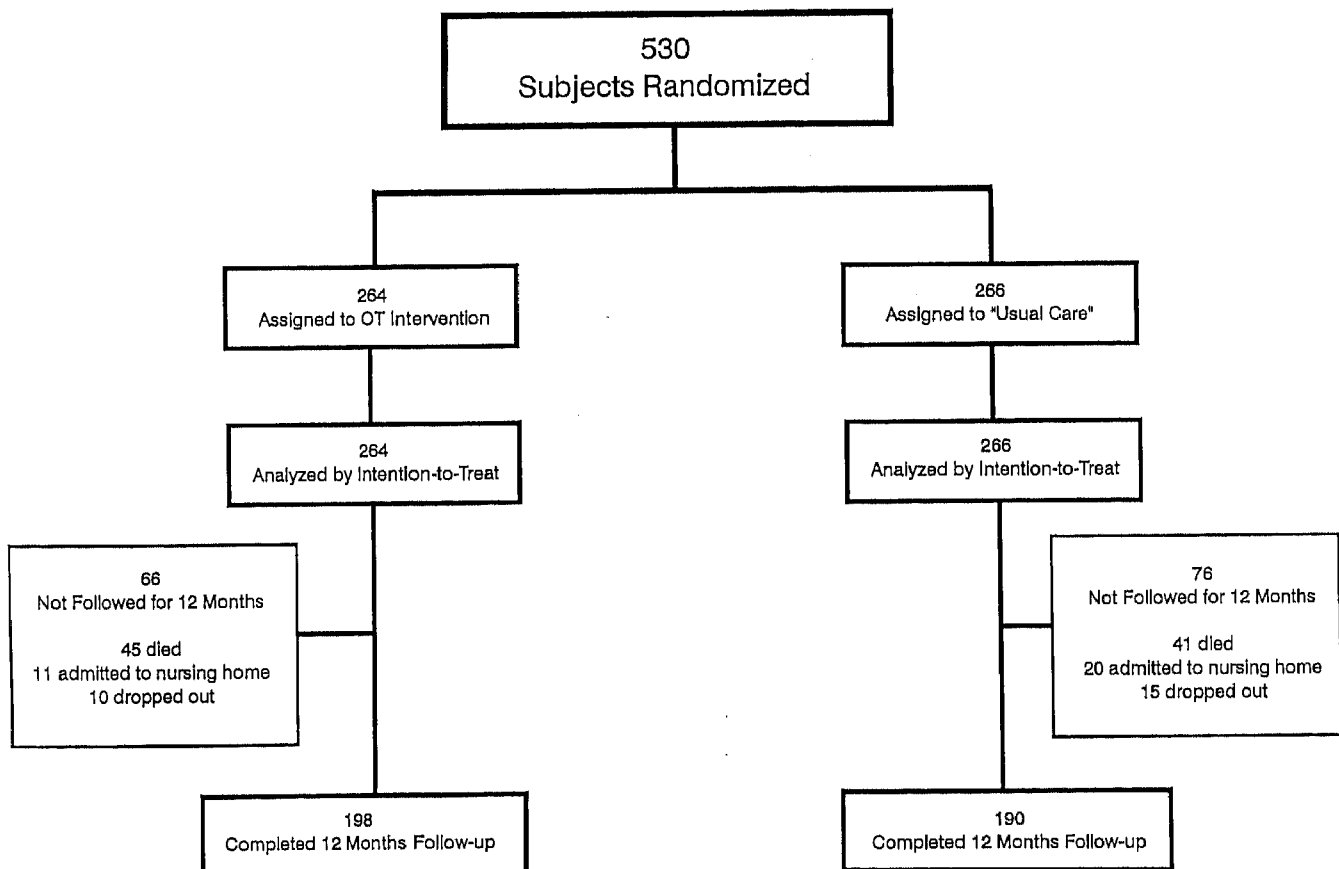 530
Subjects Randomized
264
Assigned to OT Intervention
266
Assigned to "Usual Care"
264
Analyzed by Intention-to-Treat
266
Analyzed by Intention-to-Treat
66
Not Followed for 12 Months
45 died
11 admitted to nursing home
10 dropped out
76
Not Followed for 12 Months
41 died
20 admitted to nursing home
15 dropped out
198
Completed 12 Months Follow-up
190
Completed 12 Months Follow-up